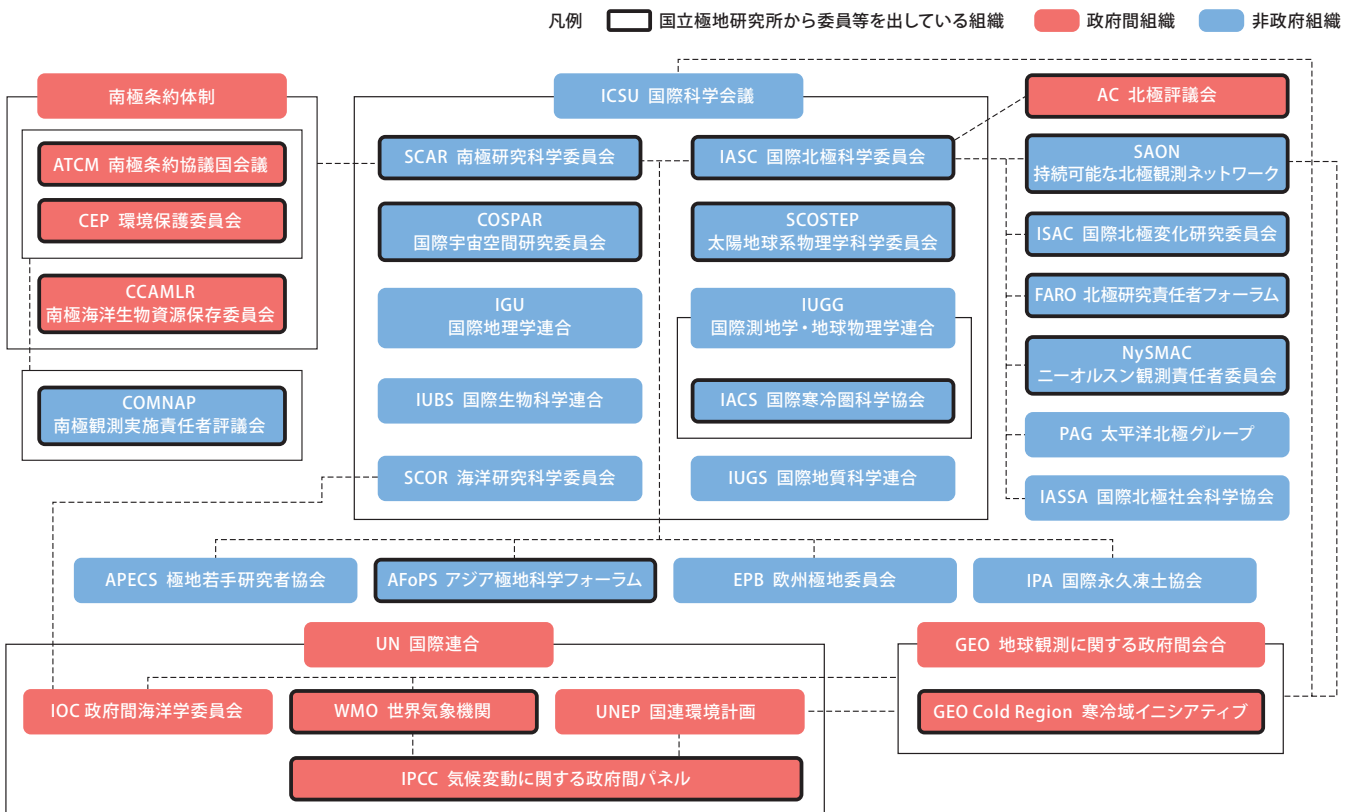 凡例 国立極地研究所から委員等を出している組織 政府間組織 非政府組織
南極条約体制
ATCM 南極条約協議国会議
CEP 環境保護委員会
CCAMLR
南極海洋生物資源保存委員会
COMNAP
南極観測実施責任者評議会
ICSU 国際科学会議
SCAR 南極研究科学委員会
IASC 国際北極科学委員会
COSPAR
国際宇宙空間研究委員会
SCOSTEP
太陽地球系物理学科学委員会
IGU
国際地理学連合
IUGG
国際測地学・地球物理学連合
IUBS 国際生物科学連合
IACS 国際寒冷圏科学協会
SCOR 海洋研究科学委員会
IUGS 国際地質科学連合
AC 北極評議会
SAON
持続可能な北極観測ネットワーク
ISAC 国際北極変化研究委員会
FARO 北極研究責任者フォーラム
NySMAC
ニーオルスン観測責任者委員会
PAG 太平洋北極グループ
IASSA 国際北極社会科学協会
APECS 極地若手研究者協会
AFoPS アジア極地科学フォーラム
EPB 欧州極地委員会
IPA 国際永久凍土協会
UN 国際連合
IOC 政府間海洋学委員会
WMO 世界気象機関
UNEP 国連環境計画
IPCC 気候変動に関する政府間パネル
GEO 地球観測に関する政府間会合
GEO Cold Region 寒冷域イニシアティブ